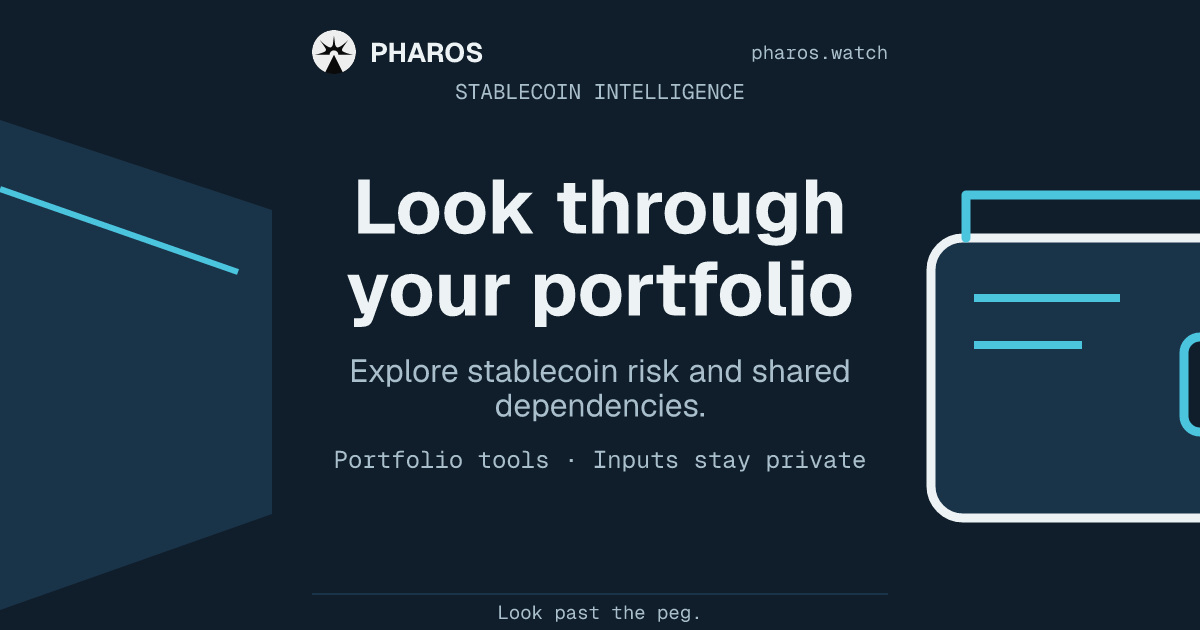 PHAROS
pharos.watch
STABLECOIN INTELLIGENCE
Look through
your portfolio
Explore stablecoin risk and shared
dependencies.
Portfolio tools · Inputs stay private
Look past the peg.